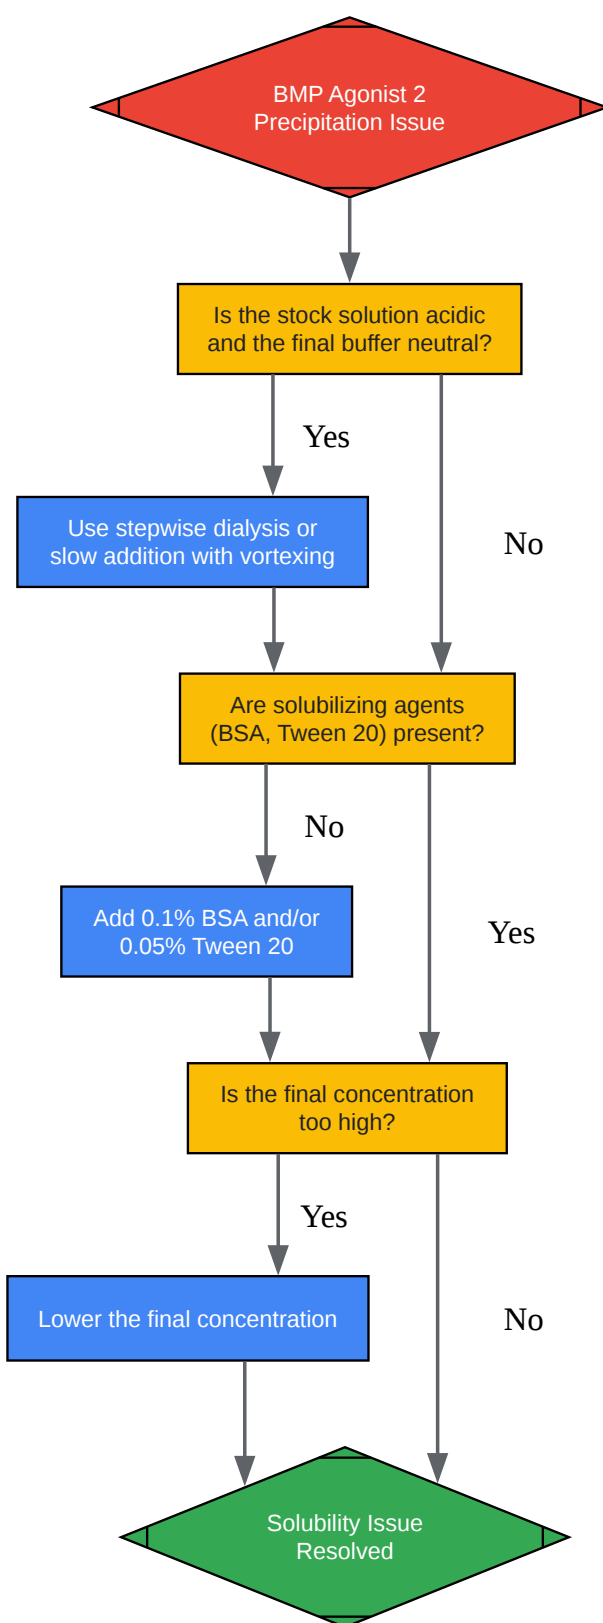 BMP Agonist 2
Precipitation Issue
Is the stock solution acidic
and the final buffer neutral?
Yes
Use stepwise dialysis or
slow addition with vortexing
No
Are solubilizing agents
(BSA, Tween 20) present?
No
Add 0.1% BSA and/or
0.05% Tween 20
Yes
Is the final concentration
too high?
Yes
Lower the final concentration
No
Solubility Issue
Resolved